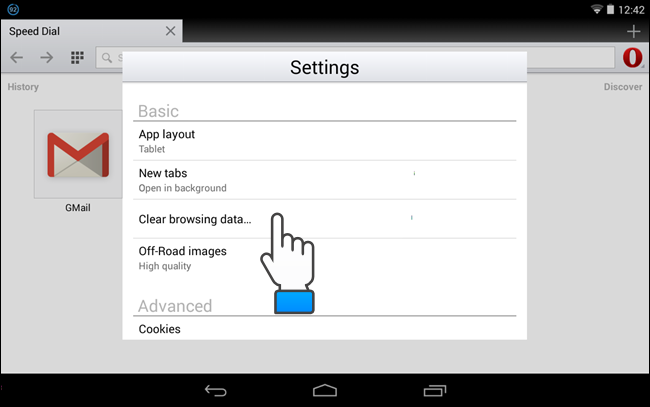 92
12:42
Speed Dial
S
History
Discover
GMail
Settings
Basic
App layout
Tablet
New tabs
Open in background
Clear browsing data...
Off-Road images
High quality
Advanced
Cookies